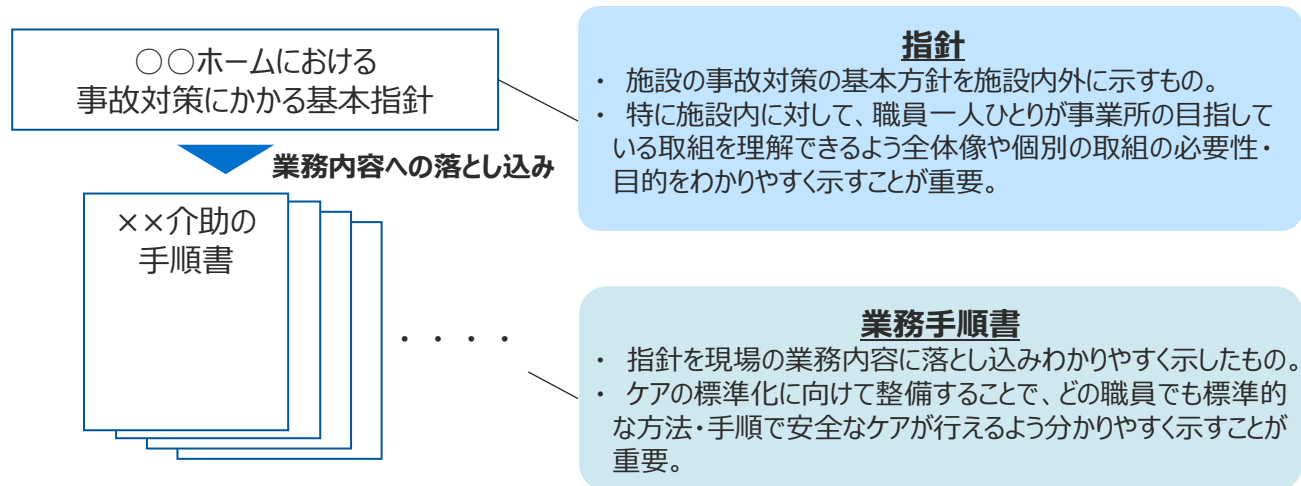 ○○ホームにおける
事故対策にかかる基本指針
業務内容への落とし込み
××介助の
手順書
・ ・ ・ ・
指針
・ 施設の事故対策の基本方針を施設内外に示すもの。
・ 特に施設内に対して、職員一人ひとりが事業所の目指して
いる取組を理解できるよう全体像や個別の取組の必要性・
目的をわかりやすく示すことが重要。
業務手順書
・ 指針を現場の業務内容に落とし込みわかりやすく示したもの。
・ ケアの標準化に向けて整備することで、どの職員でも標準的
な方法・手順で安全なケアが行えるよう分かりやすく示すことが
重要。